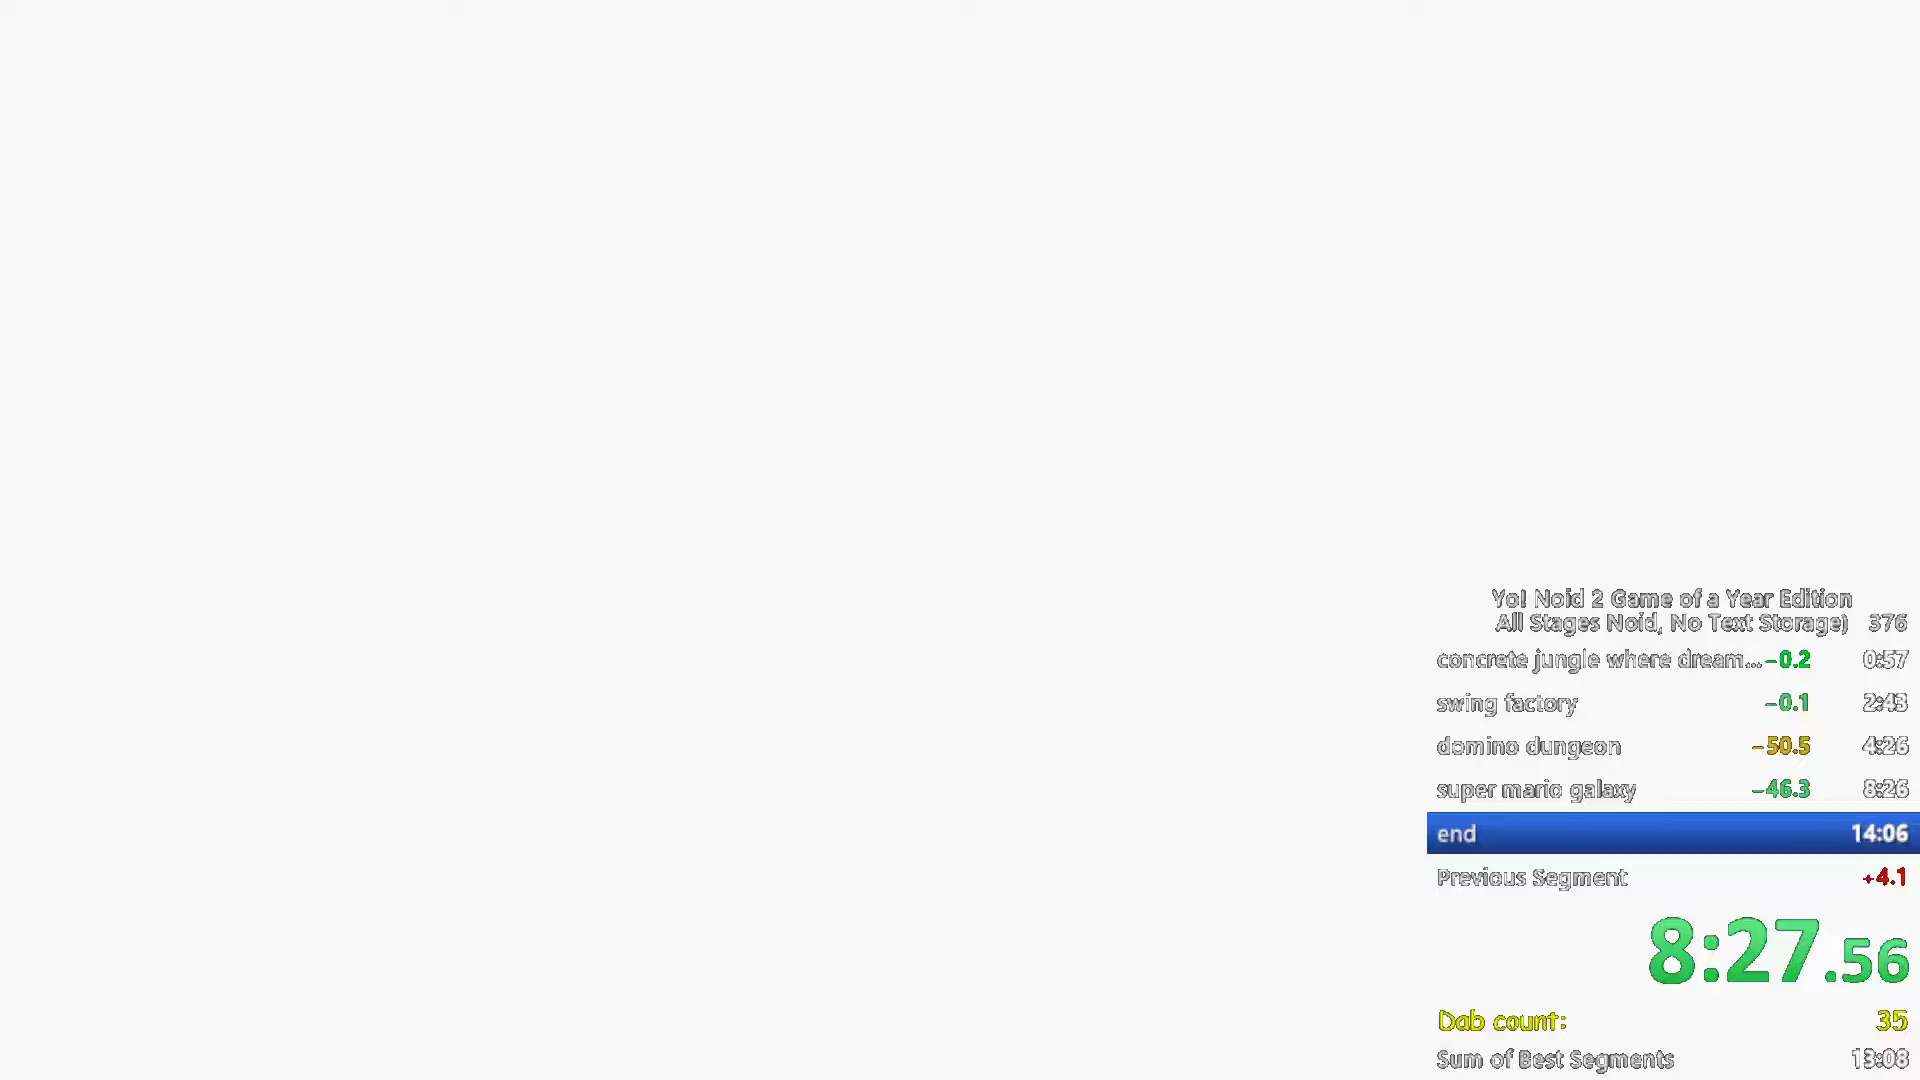 Yo! Noid 2 Game of a Year Edition
All Stages Noid, No Text Storage) 376
concrete jungle where dream... -0.2 0:57
swing factory -0.1 2:43
domino dungeon -50.5 4:26
super mario galaxy -46.3 8:26
end 14:06
Previous Segment +4.1
8:27.56
Dab count: 35
Sum of Best Segments 13:08